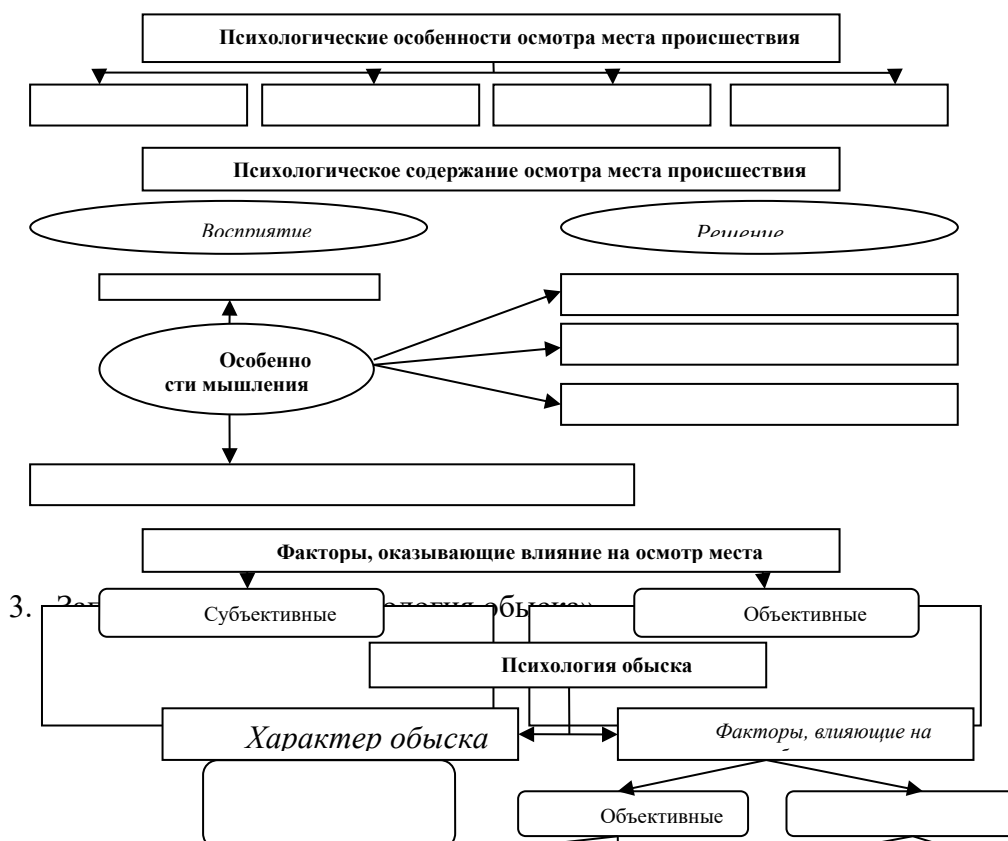 Психологические особенности осмотра места происшествия
Психологическое содержание осмотра места происшествия
Восприятие
Решение
Особенно
сти мышления
Факторы, оказывающие влияние на осмотр места
Субъективные
Объективные
3.
Психология обыска
Характер обыска
Факторы, влияющие на
Объективные